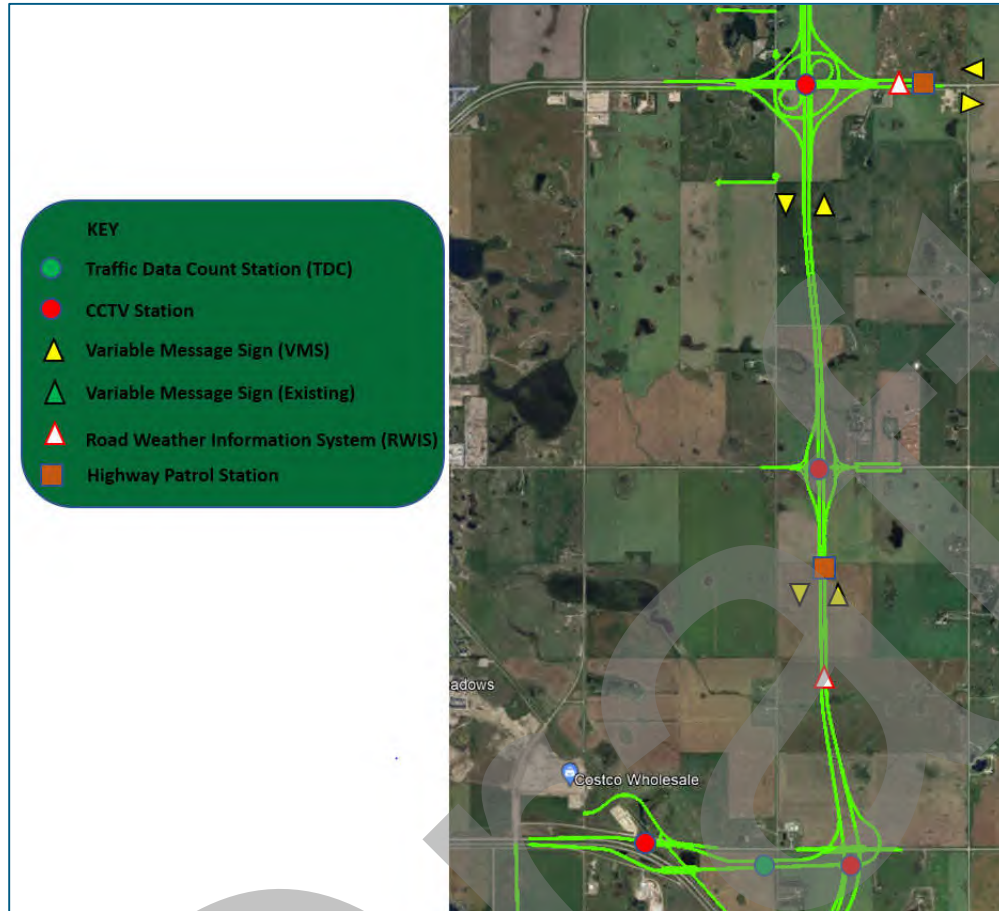 KEY
Traffic Data Count Station (TDC)
CCTV Station
Variable Message Sign (VMS)
Variable Message Sign (Existing)
Road Weather Information System (RWIS)
Highway Patrol Station
adows
Costco Wholesale